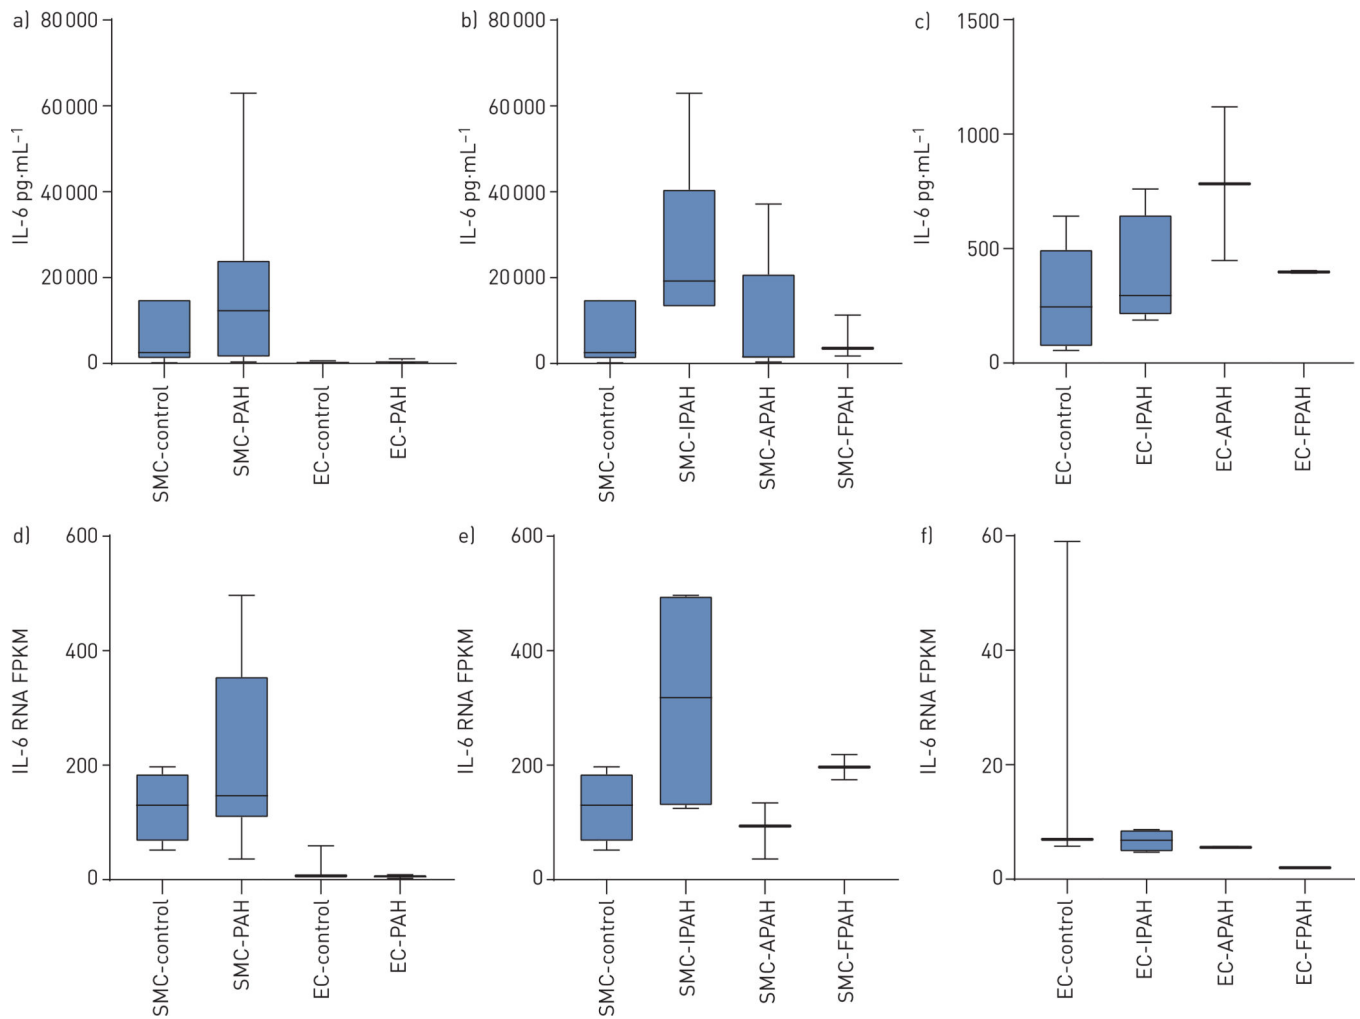 a)
80 000
60 000
40 000
20 000
0
IL-6 pg·mL⁻¹
SMC-control
SMC-PAH
EC-control
EC-PAH
b)
80 000
60 000
40 000
20 000
0
IL-6 pg·mL⁻¹
SMC-control
SMC-IPAH
SMC-APAH
SMC-FPAH
c)
1500
1000
500
0
IL-6 pg·mL⁻¹
EC-control
EC-IPAH
EC-APAH
EC-FPAH
d)
600
400
200
0
IL-6 RNA FPKM
SMC-control
SMC-PAH
EC-control
EC-PAH
e)
600
400
200
0
IL-6 RNA FPKM
SMC-control
SMC-IPAH
SMC-APAH
SMC-FPAH
f)
60
40
20
0
IL-6 RNA FPKM
EC-control
EC-IPAH
EC-APAH
EC-FPAH